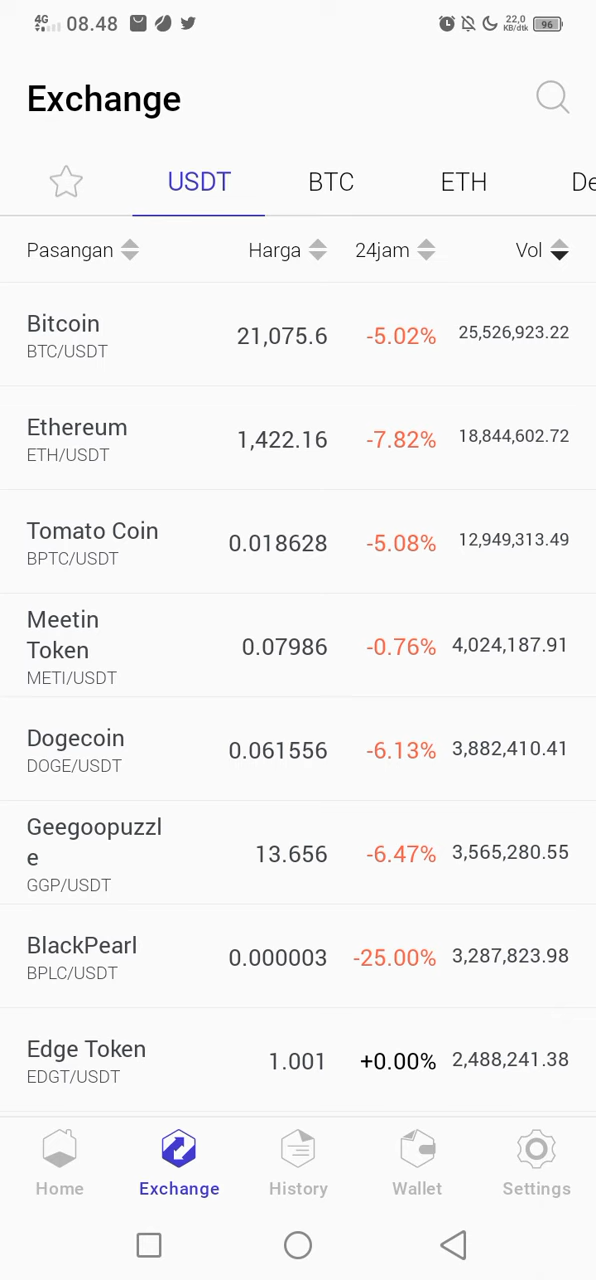 4G 08.48 22,0 KB/dtk 96
Exchange
USDT BTC ETH De
Pasangan Harga 24jam Vol
Bitcoin
BTC/USDT 21,075.6 -5.02% 25,526,923.22
Ethereum
ETH/USDT 1,422.16 -7.82% 18,844,602.72
Tomato Coin
BPTC/USDT 0.018628 -5.08% 12,949,313.49
Meetin
Token
METI/USDT 0.07986 -0.76% 4,024,187.91
Dogecoin
DOGE/USDT 0.061556 -6.13% 3,882,410.41
Geegoopuzzl
e
GGP/USDT 13.656 -6.47% 3,565,280.55
BlackPearl
BPLC/USDT 0.000003 -25.00% 3,287,823.98
Edge Token
EDGT/USDT 1.001 +0.00% 2,488,241.38
Home Exchange History Wallet Settings